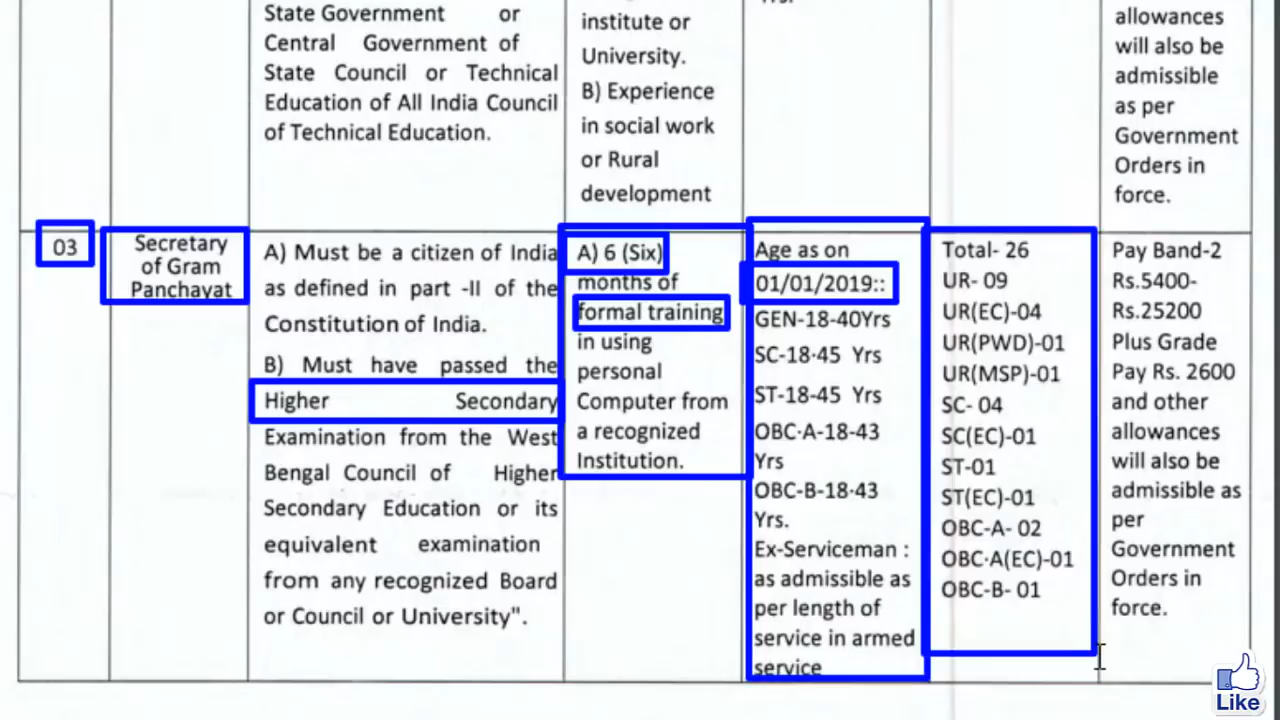 State Government or
Central Government of
State Council or Technical
Education of All India Council
of Technical Education.
institute or
University.
B) Experience
in social work
or Rural
development
allowances
will also be
admissible
as per
Government
Orders in
force.
03
Secretary
of Gram
Panchayat
A) Must be a citizen of India
as defined in part -II of the
Constitution of India.
B) Must have passed the
Higher Secondary
Examination from the West
Bengal Council of Higher
Secondary Education or its
equivalent examination
from any recognized Board
or Council or University".
A) 6 (Six)
months of
formal training
in using
personal
Computer from
a recognized
Institution.
Age as on
01/01/2019::
GEN-18-40Yrs
SC-18-45 Yrs
ST-18-45 Yrs
OBC-A-18-43
Yrs
OBC-B-18-43
Yrs.
Ex-Serviceman :
as admissible as
per length of
service in armed
service
Total- 26
UR- 09
UR(EC)-04
UR(PWD)-01
UR(MSP)-01
SC- 04
SC(EC)-01
ST-01
ST(EC)-01
OBC-A- 02
OBC-A(EC)-01
OBC-B- 01
Pay Band-2
Rs.5400-
Rs.25200
Plus Grade
Pay Rs. 2600
and other
allowances
will also be
admissible as
per
Government
Orders in
force.
Like